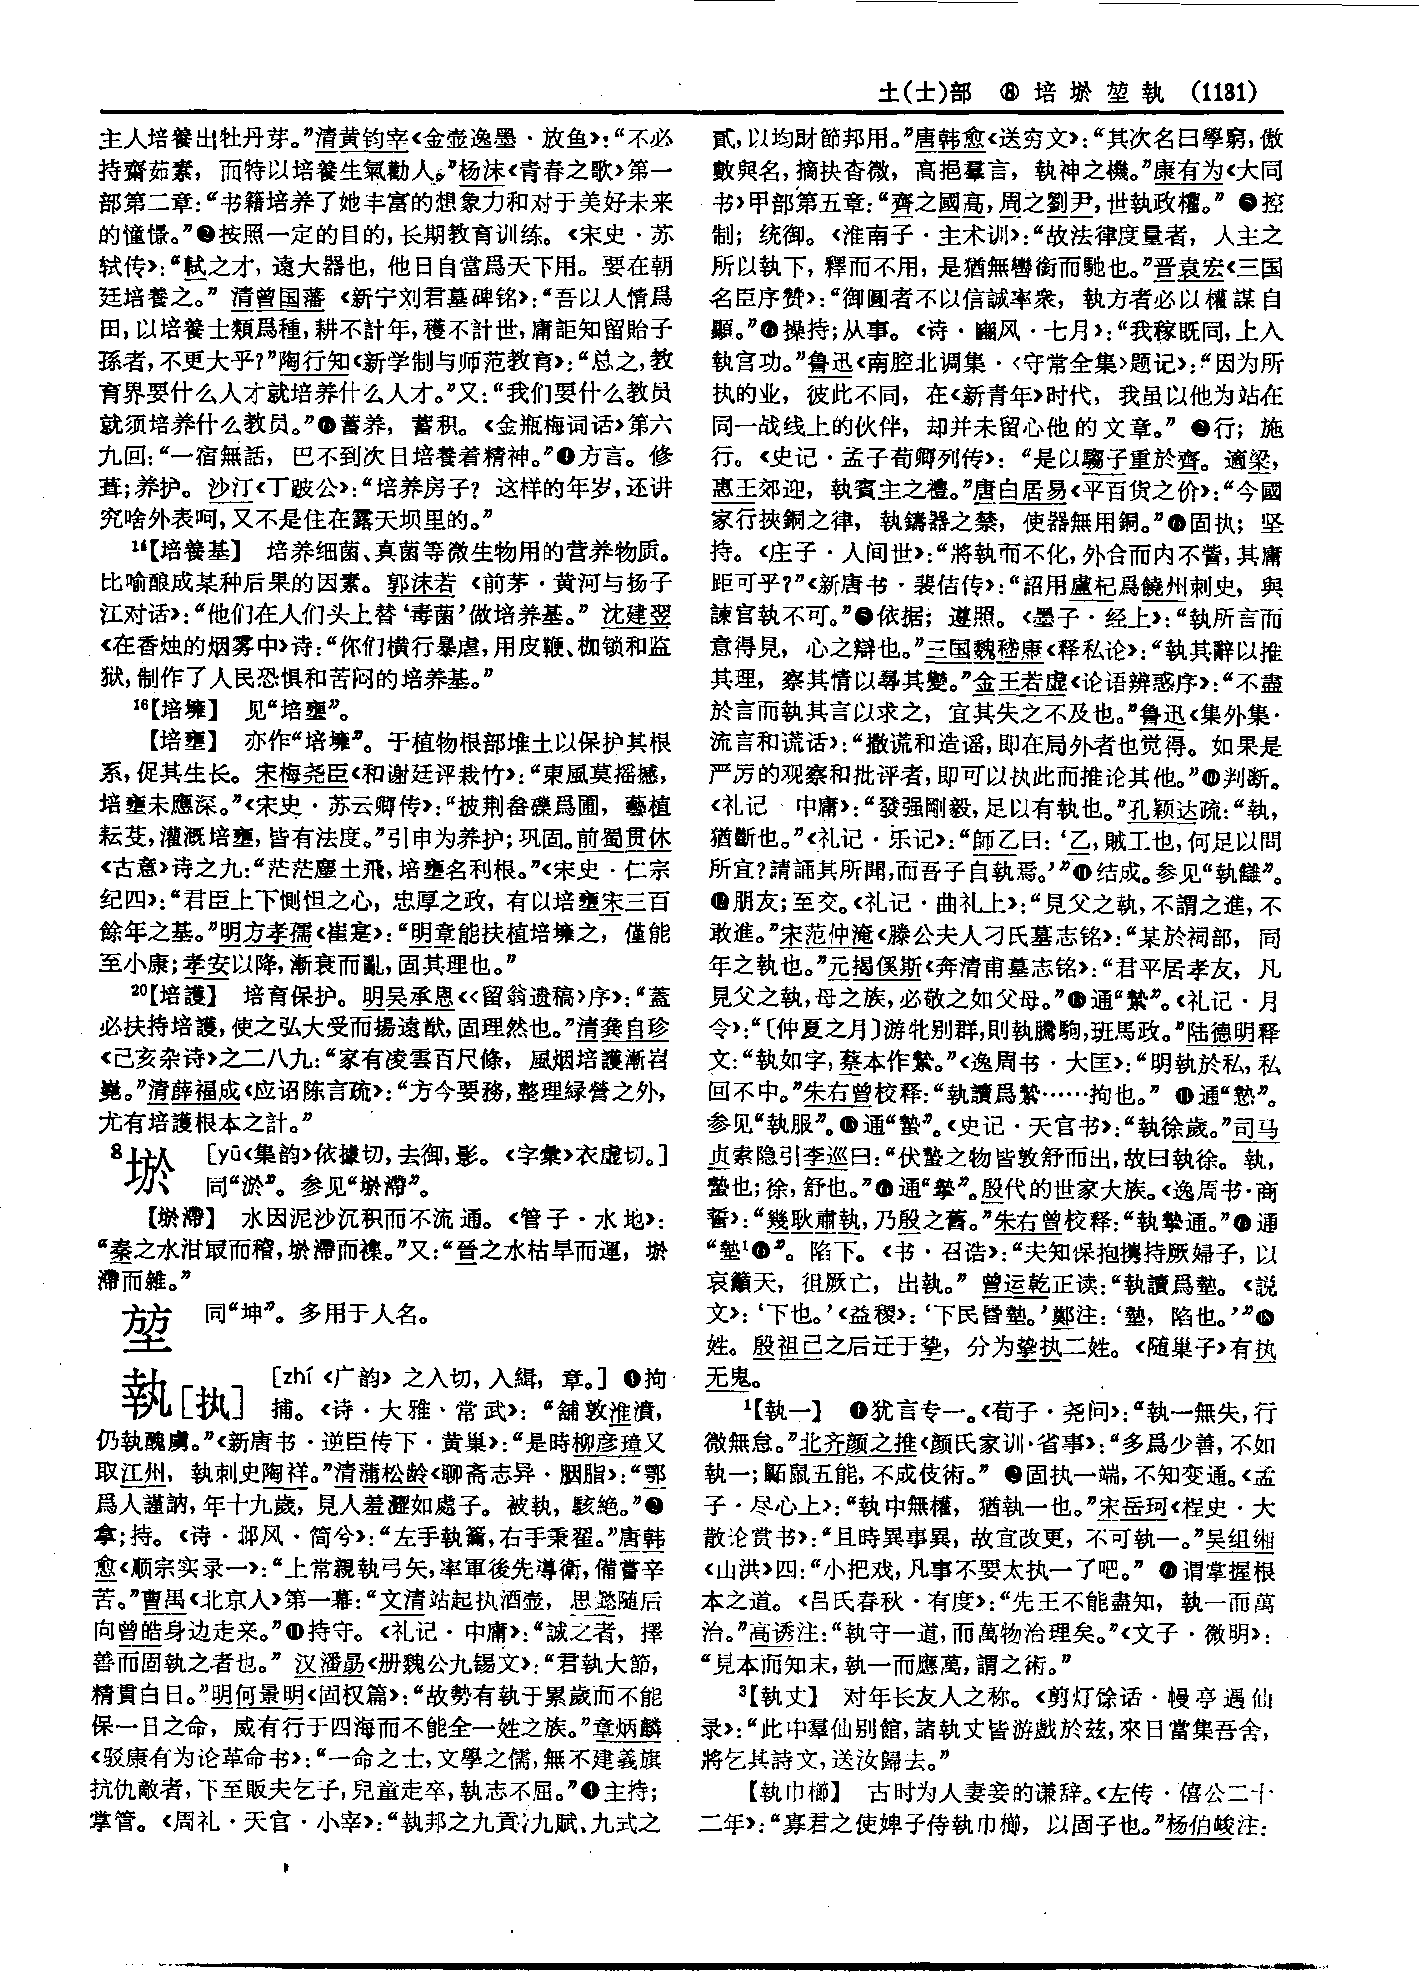 土(士)部 ⑧ 培 埱 堃 執 (1131)
主人培養出牡丹芽。”清黄钧宰《金壶逸墨·放鱼》：“不必
持齋茹素，而特以培養生氣勸人。”杨沫《青春之歌》第一
部第二章：“书籍培养了她丰富的想象力和对于美好未来
的憧憬。”❷按照一定的目的，长期教育训练。《宋史·苏
轼传》：“軾之才，遠大器也，他日自當爲天下用。要在朝
廷培養之。”清曾国藩《新宁刘君墓碑铭》：“吾以人情爲
田，以培養士類爲種，耕不計年，穫不計世，庸詎知留貽子
孫者，不更大乎？”陶行知《新学制与师范教育》：“总之，教
育界要什么人才就培养什么人才。”又：“我们要什么教员
就须培养什么教员。”❸蓄养，蓄积。《金瓶梅词话》第六
九回：“一宿無話，巴不到次日培養着精神。”❹方言。修
葺；养护。沙汀《丁跛公》：“培养房子？这样的年岁，还讲
究啥外表呵，又不是住在露天坝里的。”
【培養基】 培养细菌、真菌等微生物用的营养物质。
比喻酿成某种后果的因素。郭沫若《前茅·黄河与扬子
江对话》：“他们在人们头上替‘毒菌’做培养基。”沈建翌
《在香烛的烟雾中》诗：“你们横行暴虐，用皮鞭、枷锁和监
狱，制作了人民恐惧和苦闷的培养基。”
16【培擁】 见“培壅”。
【培壅】 亦作“培擁”。于植物根部堆土以保护其根
系，促其生长。宋梅尧臣《和谢廷评栽竹》：“東風莫摇撼，
培壅未應深。”《宋史·苏云卿传》：“披荆畚礫爲圃，藝植
耘芟，灌溉培壅，皆有法度。”引申为养护；巩固。前蜀贯休
《古意》诗之九：“茫茫塵土飛，培壅名利根。”《宋史·仁宗
纪四》：“君臣上下惻怛之心，忠厚之政，有以培壅宋三百
餘年之基。”明方孝孺《崔寔》：“明章能扶植培擁之，僅能
至小康；孝安以降，漸衰而亂，固其理也。”
20【培護】 培育保护。明吴承恩《〈留翁遗稿〉序》：“蓋
必扶持培護，使之弘大受而揚遠猷，固理然也。”清龚自珍
《己亥杂诗》之二八九：“家有凌雲百尺條，風烟培護漸岧
嶤。”清薛福成《应诏陈言疏》：“方今要務，整理緑營之外，
尤有培護根本之計。”
8 淤 [yū《集韵》依據切，去御，影。《字彙》衣虚切。]
同“淤”。参见“埱滯”。
【埱滯】 水因泥沙沉积而不流通。《管子·水地》：
“秦之水泔冣而稽，埱滯而襍。”又：“晉之水枯旱而運，埱
滯而雜。”
堃 同“坤”。多用于人名。
執[执] [zhí《广韵》之入切，入緝，章。] ❶拘
捕。《诗·大雅·常武》：“舖敦淮濆，
仍執醜虜。”《新唐书·逆臣传下·黄巢》：“是時柳彦璋又
取江州，執刺史陶祥。”清蒲松龄《聊斋志异·胭脂》：“鄂
爲人謹訥，年十九歲，見人羞澀如處子。被執，駭絶。”❷
拿；持。《诗·邶风·简兮》：“左手執籥，右手秉翟。”唐韩
愈《顺宗实录一》：“上常親執弓矢，率軍後先導衛，備嘗辛
苦。”曹禺《北京人》第一幕：“文清站起执酒壶，思懿随后
向曾皓身边走来。”❸持守。《礼记·中庸》：“誠之者，擇
善而固執之者也。”汉潘勗《册魏公九锡文》：“君執大節，
精貫白日。”明何景明《固权篇》：“故勢有執于累歲而不能
保一日之命，威有行于四海而不能全一姓之族。”章炳麟
《驳康有为论革命书》：“一命之士，文學之儒，無不建義旗
抗仇敵者，下至販夫乞子，兒童走卒，執志不屈。”❹主持；
掌管。《周礼·天官·小宰》：“執邦之九貢、九賦、九式之
貳，以均財節邦用。”唐韩愈《送穷文》：“其次名曰學窮，傲
數與名，摘抉杳微，高挹羣言，執神之機。”康有为《大同
书》甲部第五章：“齊之國高，周之劉尹，世執政權。”❺控
制；统御。《淮南子·主术训》：“故法律度量者，人主之
所以執下，釋而不用，是猶無轡銜而馳也。”晋袁宏《三国
名臣序赞》：“御圓者不以信誠率衆，執方者必以權謀自
顯。”❻操持；从事。《诗·豳风·七月》：“我稼既同，上入
執宫功。”鲁迅《南腔北调集·〈守常全集〉题记》：“因为所
执的业，彼此不同，在《新青年》时代，我虽以他为站在
同一战线上的伙伴，却并未留心他的文章。”❼行；施
行。《史记·孟子荀卿列传》：“是以騶子重於齊。適梁，
惠王郊迎，執賓主之禮。”唐白居易《平百货之价》：“今國
家行挾銅之律，執鑄器之禁，使器無用銅。”❽固执；坚
持。《庄子·人间世》：“將執而不化，外合而内不訾，其庸
詎可乎？”《新唐书·裴佶传》：“詔用盧杞爲饒州刺史，與
諫官執不可。”❾依据；遵照。《墨子·经上》：“執所言而
意得見，心之辯也。”三国魏嵇康《释私论》：“執其辭以推
其理，察其情以尋其變。”金王若虚《论语辨惑序》：“不盡
於言而執其言以求之，宜其失之不及也。”鲁迅《集外集·
流言和谎话》：“撒谎和造谣，即在局外者也觉得。如果是
严厉的观察和批评者，即可以执此而推论其他。”❿判断。
《礼记·中庸》：“發强剛毅，足以有執也。”孔颖达疏：“執，
猶斷也。”《礼记·乐记》：“師乙曰：‘乙，賊工也，何足以問
所宜？請誦其所聞，而吾子自執焉。’”⓫结成。参见“執讎”。
⓬朋友；至交。《礼记·曲礼上》：“見父之執，不謂之進，不
敢進。”宋范仲淹《滕公夫人刁氏墓志铭》：“某於祠部，同
年之執也。”元揭傒斯《奔清甫墓志铭》：“君平居孝友，凡
見父之執，母之族，必敬之如父母。”⓭通“縶”。《礼记·月
令》：“〔仲夏之月〕游牝别群，則執騰駒，班馬政。”陆德明释
文：“執如字，蔡本作縶。”《逸周书·大匡》：“明執於私，私
回不中。”朱右曾校释：“執讀爲縶……拘也。”⓮通“慹”。
参见“執服”。⓯通“蟄”。《史记·天官书》：“執徐歲。”司马
贞索隐引李巡曰：“伏蟄之物皆敦舒而出，故曰執徐。執，
蟄也；徐，舒也。”⓰通“摯”。殷代的世家大族。《逸周书·商
誓》：“幾耿肅執，乃殷之舊。”朱右曾校释：“執摯通。”⓱通
“墊1❻”。陷下。《书·召诰》：“夫知保抱攜持厥婦子，以
哀籲天，徂厥亡，出執。”曾运乾正读：“執讀爲墊。《説
文》：‘下也。’《益稷》：‘下民昏墊。’鄭注：‘墊，陷也。’”⓲
姓。殷祖己之后迁于挚，分为挚执二姓。《随巢子》有执
无鬼。
1【執一】 ❶犹言专一。《荀子·尧问》：“執一無失，行
微無怠。”北齐颜之推《颜氏家训·省事》：“多爲少善，不如
執一；鼫鼠五能，不成伎術。”❷固执一端，不知变通。《孟
子·尽心上》：“執中無權，猶執一也。”宋岳珂《桯史·大
散论赏书》：“且時異事異，故宜改更，不可執一。”吴组缃
《山洪》四：“小把戏，凡事不要太执一了吧。”❸谓掌握根
本之道。《吕氏春秋·有度》：“先王不能盡知，執一而萬
治。”高诱注：“執守一道，而萬物治理矣。”《文子·微明》：
“見本而知末，執一而應萬，謂之術。”
3【執丈】 对年长友人之称。《剪灯馀话·幔亭遇仙
录》：“此中羣仙别館，諸執丈皆游戲於兹，來日當集吾舍，
將乞其詩文，送汝歸去。”
【執巾櫛】 古时为人妻妾的谦辞。《左传·僖公二十
二年》：“寡君之使婢子侍執巾櫛，以固子也。”杨伯峻注：